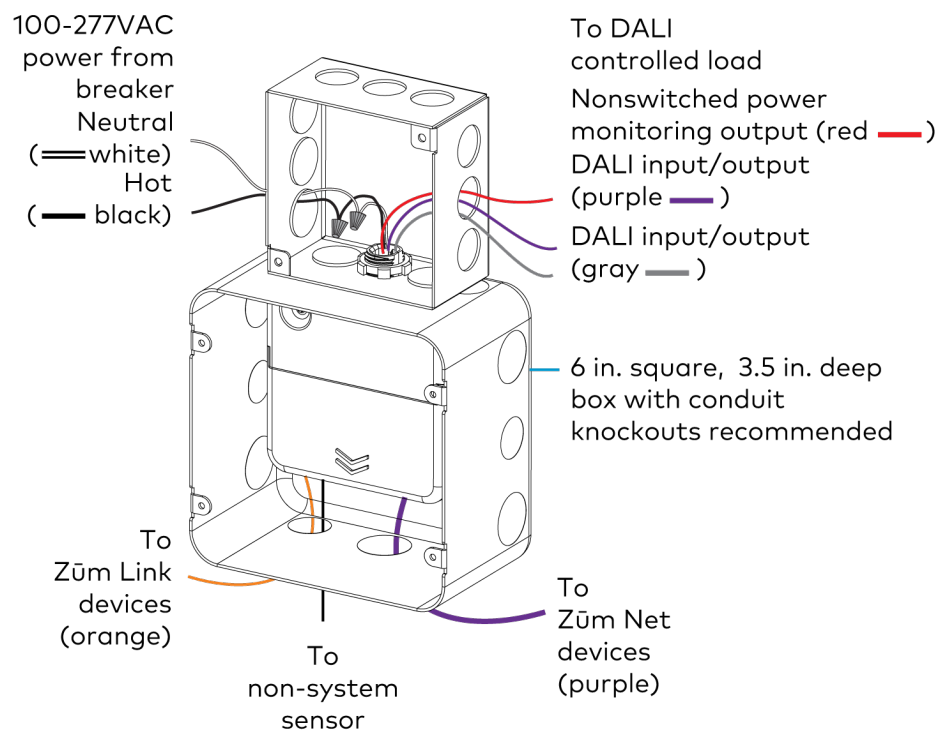 100-277VAC
power from
breaker
Neutral
(══white)
Hot
(━━ black)
To DALI
controlled load
Nonswitched power
monitoring output (red ━━)
DALI input/output
(purple ━━)
DALI input/output
(gray ━━)
6 in. square, 3.5 in. deep
box with conduit
knockouts recommended
To
Zūm Link
devices
(orange)
To
non-system
sensor
To
Zūm Net
devices
(purple)